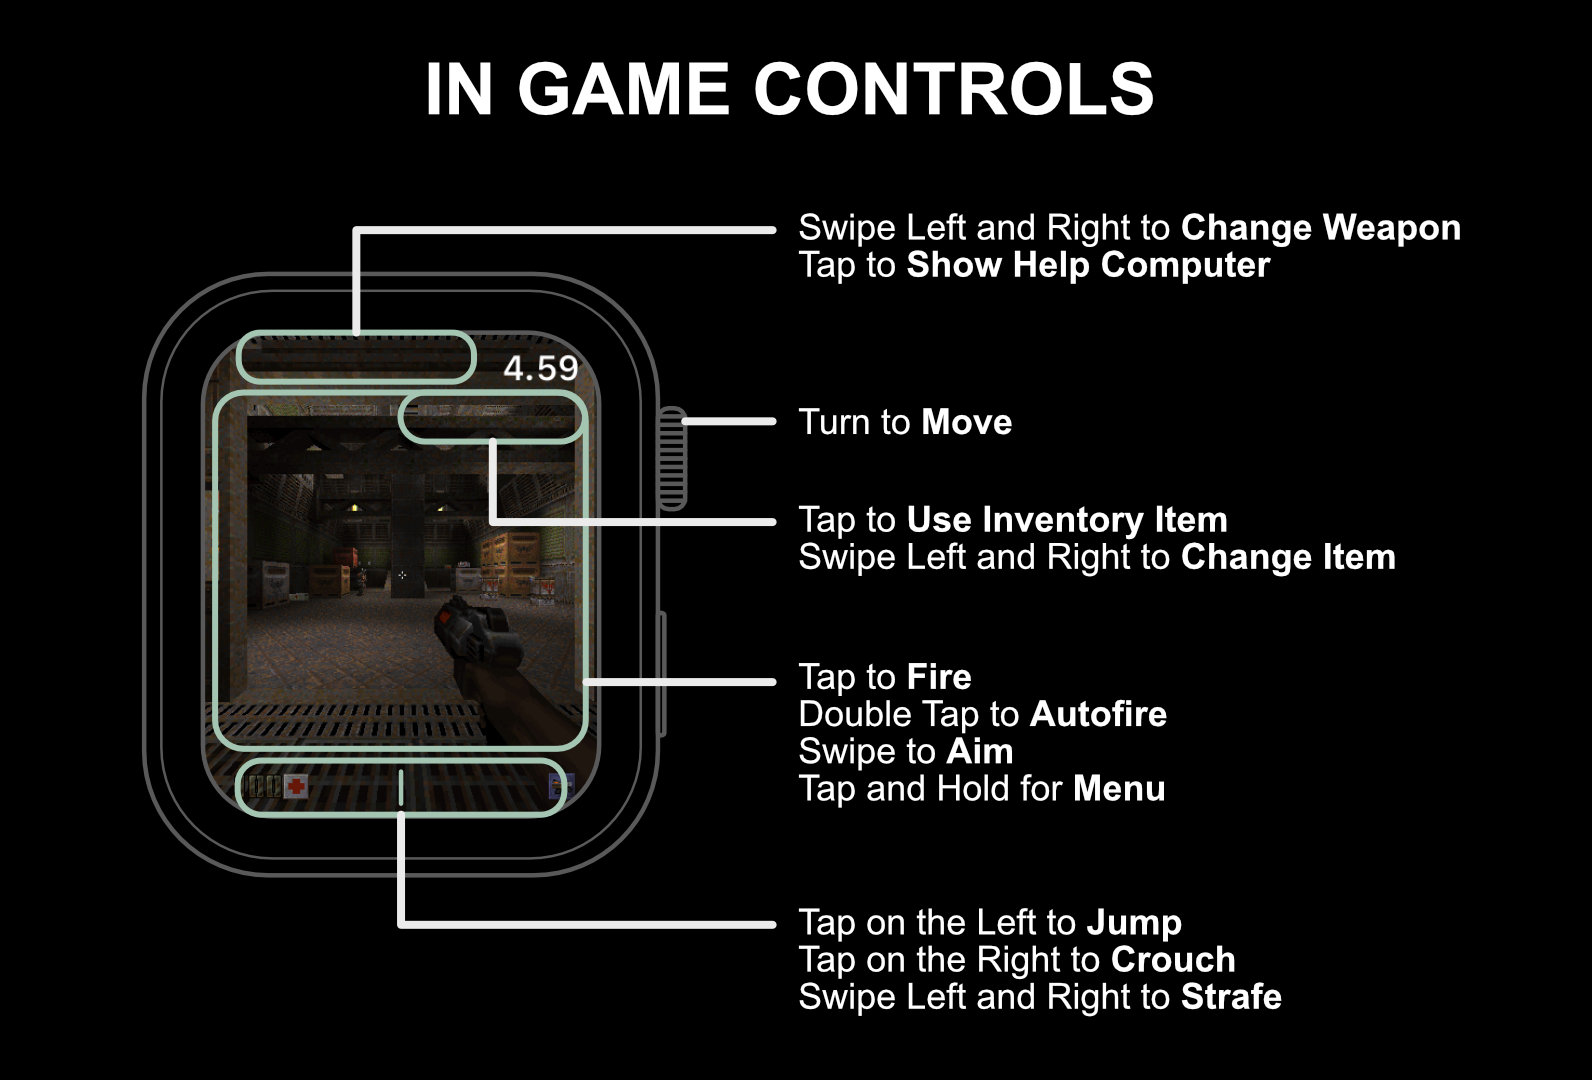 IN GAME CONTROLS
Swipe Left and Right to Change Weapon
Tap to Show Help Computer
4.59
Turn to Move
Tap to Use Inventory Item
Swipe Left and Right to Change Item
Tap to Fire
Double Tap to Autofire
Swipe to Aim
Tap and Hold for Menu
Tap on the Left to Jump
Tap on the Right to Crouch
Swipe Left and Right to Strafe